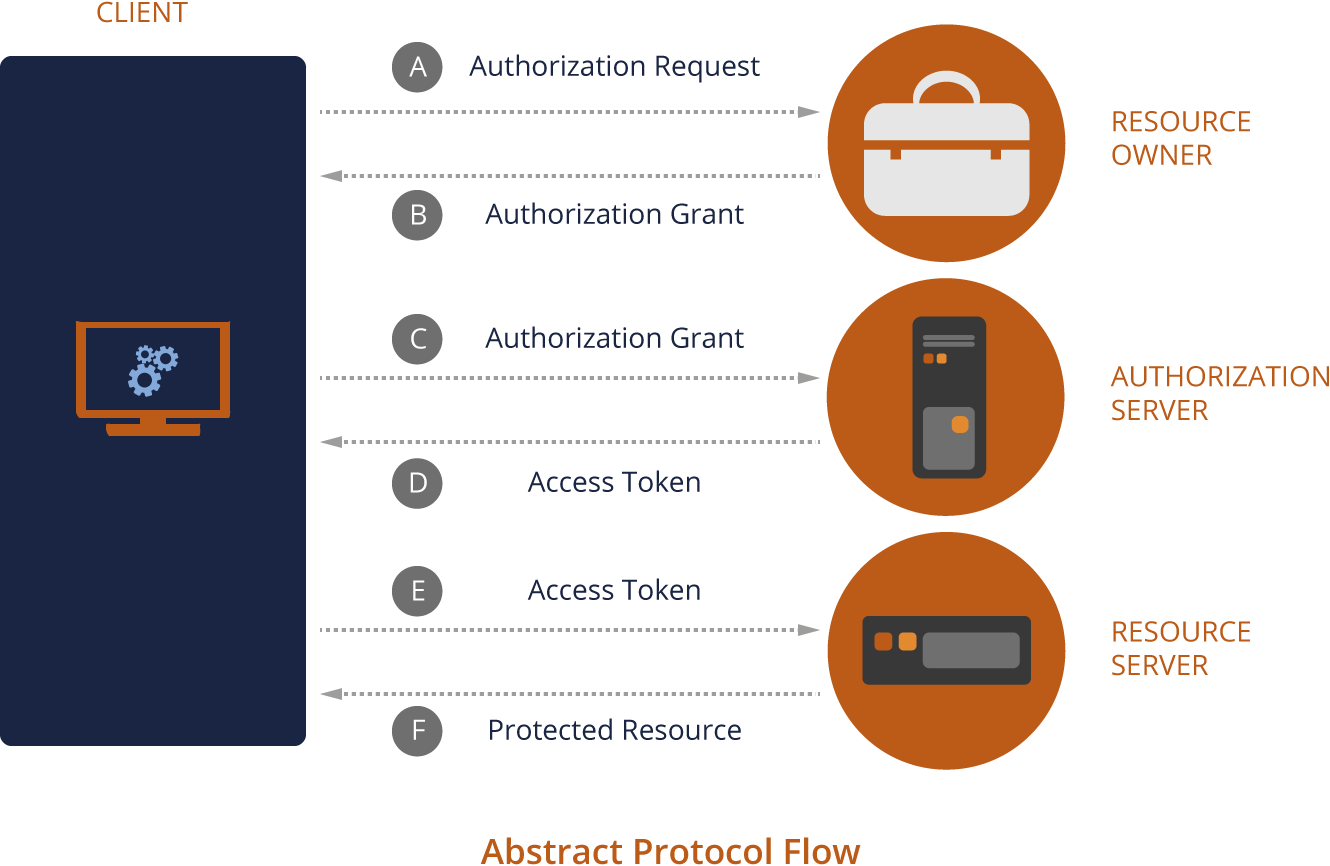 CLIENT
A Authorization Request
RESOURCE
OWNER
B Authorization Grant
C Authorization Grant
AUTHORIZATION
SERVER
D Access Token
E Access Token
RESOURCE
SERVER
F Protected Resource
Abstract Protocol Flow